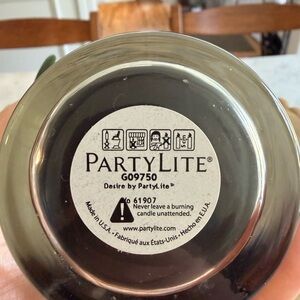 PARTYLITE®
G09750
Desire by PartyLite™
No 61907
Never leave a burning
candle unattended.
www.partylite.com
Made in U.S.A. • Fabriqué aux États-Unis • Hecho en E.U.A.